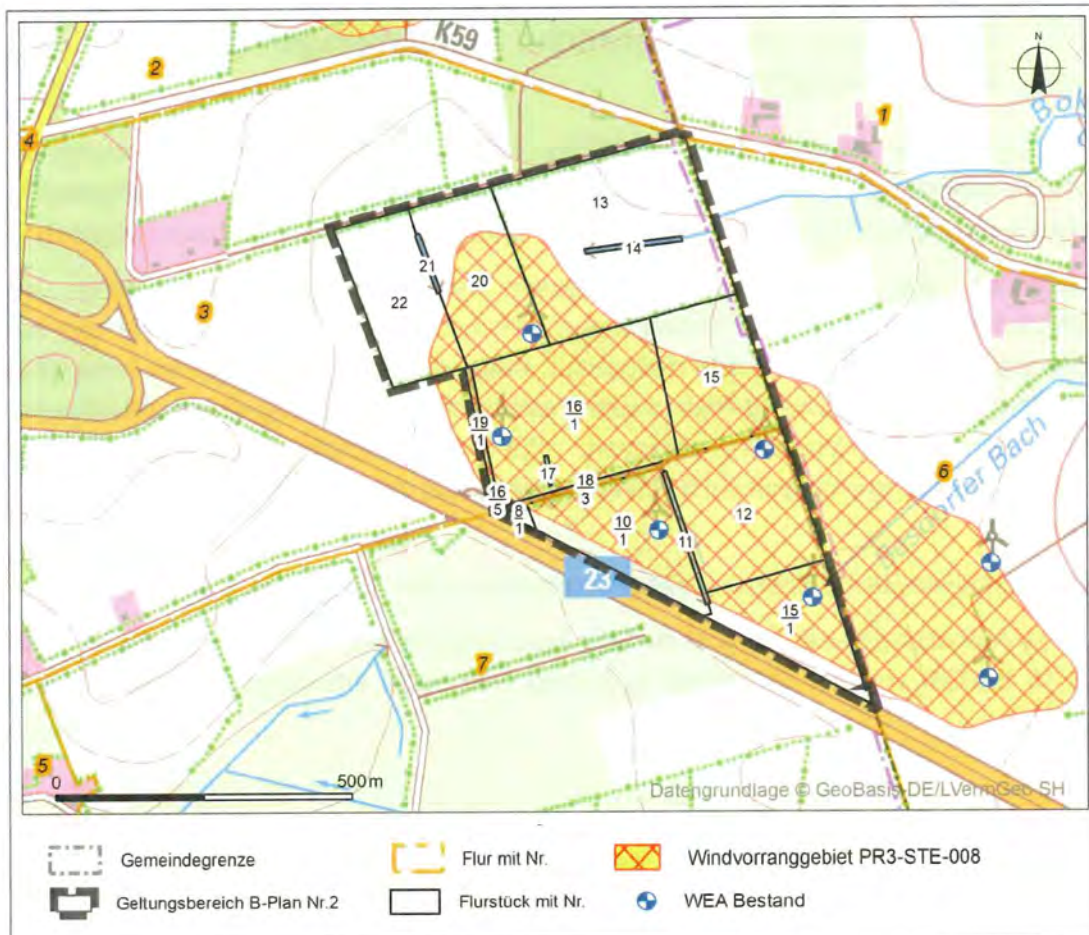 K59
N
2
1
4
13
14
21
20
22
3
15
16
1
19
1
6
17
18
3
16
5
8
1
10
1
11
12
23
15
1
7
5
0 500m
Bach
Datengrundlage © GeoBasis-DE/LVermGeo SH
Gemeindegrenze
Flur mit Nr.
Windvorranggebiet PR3-STE-008
Geltungsbereich B-Plan Nr.2
Flurstück mit Nr.
WEA Bestand